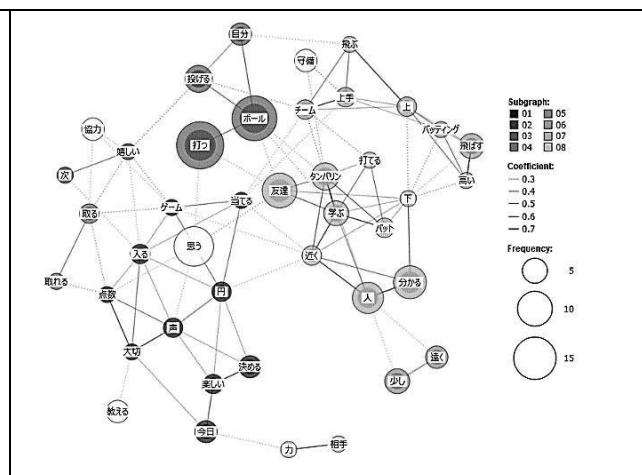 自分
飛ぶ
守備
投げる
上手
チーム
上
ボール
バッティング
協力
打つ
飛ばす
嬉しい
打てる
タンバリン
高い
次
友達
当てる
下
取る
ゲーム
学ぶ
バット
思う
入る
近く
取れる
点数
円
分かる
人
声
大切
決める
遠く
楽しい
少し
教える
今日
力
相手
Subgraph:
01 05
02 06
03 07
04 08
Coefficient:
0.3
0.4
0.5
0.6
0.7
Frequency:
5
10
15